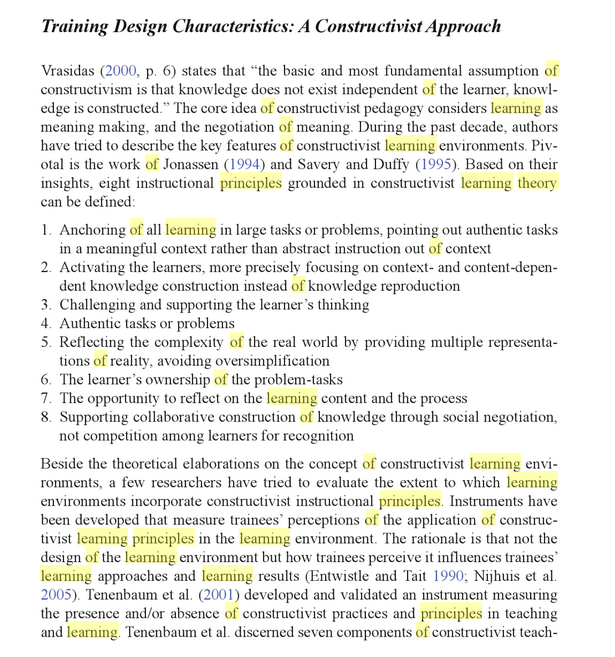 Training Design Characteristics: A Constructivist Approach
Vrasidas (2000, p. 6) states that “the basic and most fundamental assumption of
constructivism is that knowledge does not exist independent of the learner, knowl-
edge is constructed.” The core idea of constructivist pedagogy considers learning as
meaning making, and the negotiation of meaning. During the past decade, authors
have tried to describe the key features of constructivist learning environments. Piv-
otal is the work of Jonassen (1994) and Savery and Duffy (1995). Based on their
insights, eight instructional principles grounded in constructivist learning theory
can be defined:
1. Anchoring of all learning in large tasks or problems, pointing out authentic tasks
in a meaningful context rather than abstract instruction out of context
2. Activating the learners, more precisely focusing on context- and content-depen-
dent knowledge construction instead of knowledge reproduction
3. Challenging and supporting the learner’s thinking
4. Authentic tasks or problems
5. Reflecting the complexity of the real world by providing multiple representa-
tions of reality, avoiding oversimplification
6. The learner’s ownership of the problem-tasks
7. The opportunity to reflect on the learning content and the process
8. Supporting collaborative construction of knowledge through social negotiation,
not competition among learners for recognition
Beside the theoretical elaborations on the concept of constructivist learning envi-
ronments, a few researchers have tried to evaluate the extent to which learning
environments incorporate constructivist instructional principles. Instruments have
been developed that measure trainees’ perceptions of the application of construc-
tivist learning principles in the learning environment. The rationale is that not the
design of the learning environment but how trainees perceive it influences trainees’
learning approaches and learning results (Entwistle and Tait 1990; Nijhuis et al.
2005). Tenenbaum et al. (2001) developed and validated an instrument measuring
the presence and/or absence of constructivist practices and principles in teaching
and learning. Tenenbaum et al. discerned seven components of constructivist teach-